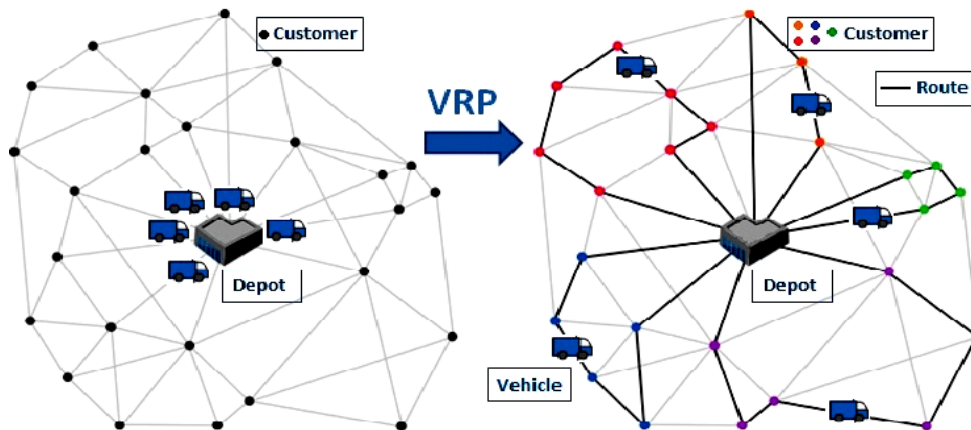 Customer
VRP
Depot
Customer
Route
Depot
Vehicle